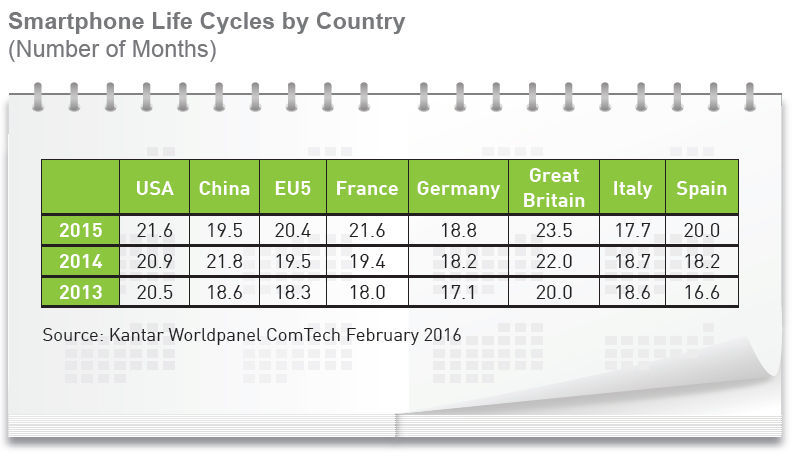 Smartphone Life Cycles by Country
(Number of Months)
USA China EU5 France Germany Great Britain Italy Spain
2015 21.6 19.5 20.4 21.6 18.8 23.5 17.7 20.0
2014 20.9 21.8 19.5 19.4 18.2 22.0 18.7 18.2
2013 20.5 18.6 18.3 18.0 17.1 20.0 18.6 16.6
Source: Kantar Worldpanel ComTech February 2016